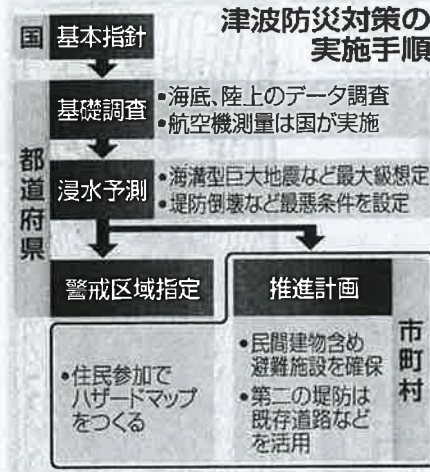 津波防災対策の
実施手順
国
基本指針
都道府県
基礎調査
•海底、陸上のデータ調査
•航空機測量は国が実施
浸水予測
•海溝型巨大地震など最大級想定
•堤防倒壊など最悪条件を設定
警戒区域指定
•住民参加で
ハザードマップ
をつくる
推進計画
•民間建物含め
避難施設を確保
•第二の堤防は
既存道路など
を活用
市町村